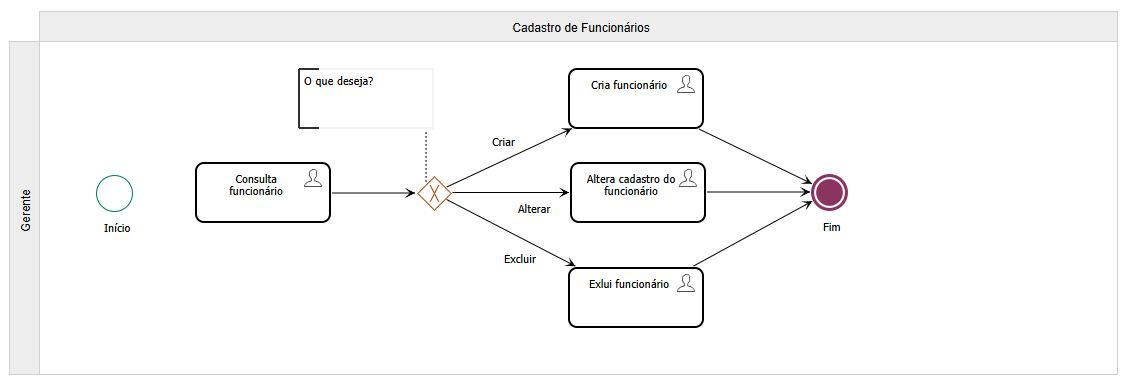 Cadastro de Funcionários
Gerente
O que deseja?
Cria funcionário
Criar
Início
Consulta
funcionário
X
Alterar
Altera cadastro do
funcionário
Fim
Excluir
Exlui funcionário